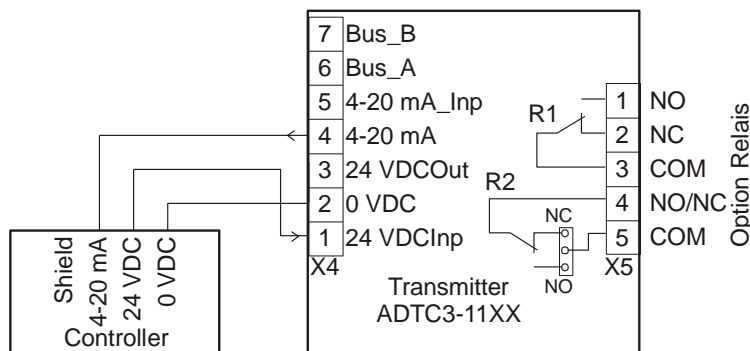 7 Bus_B
6 Bus_A
5 4-20 mA_Inp
4 4-20 mA
3 24 VDCOut
2 0 VDC
1 24 VDCInp
X4
R1
R2
NC
NO
1 NO
2 NC
3 COM
4 NO/NC
5 COM
X5
Option Relais
Transmitter
ADTC3-11XX
Shield
4-20 mA
24 VDC
0 VDC
Controller